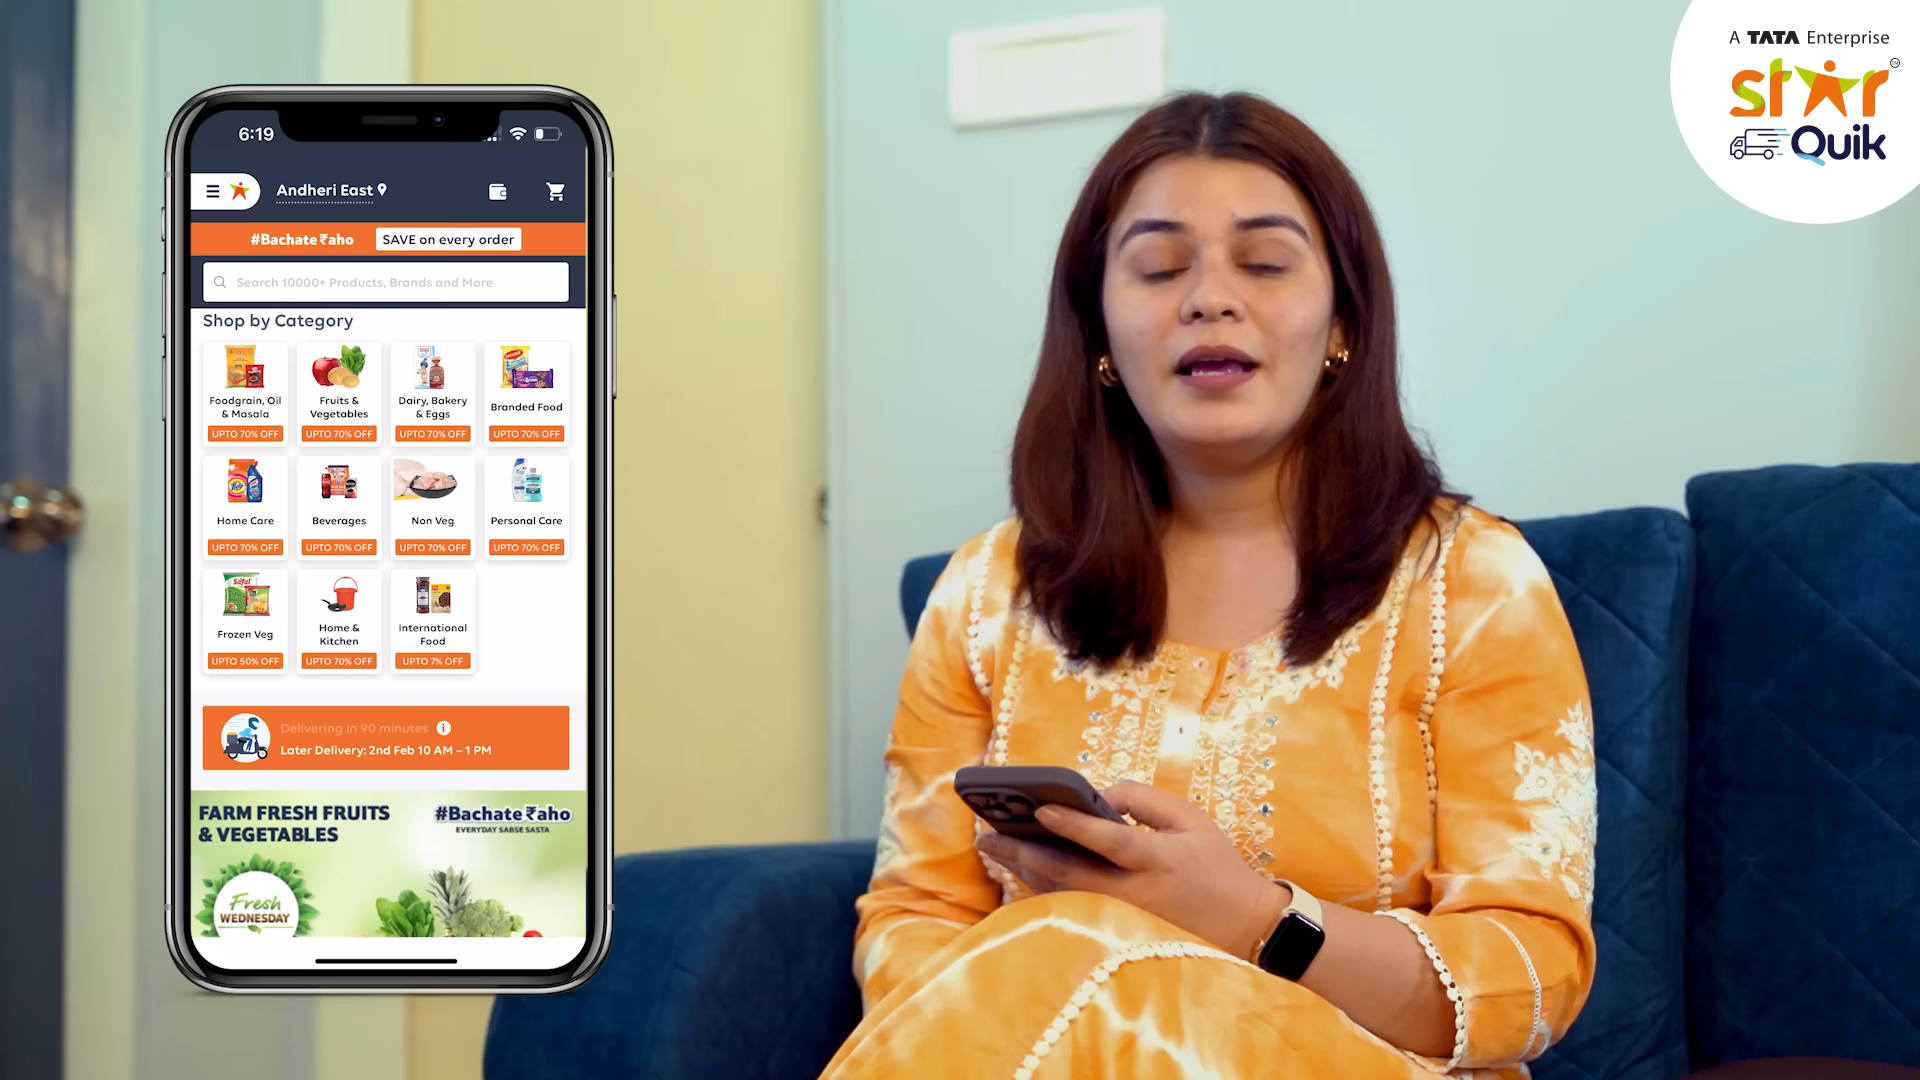 6:19
Andheri East
#Bachate₹aho
SAVE on every order
Search 10000+ Products, Brands and More
Shop by Category
Foodgrain, Oil
& Masala
UPTO 70% OFF
Fruits &
Vegetables
UPTO 70% OFF
Dairy, Bakery
& Eggs
UPTO 70% OFF
Branded Food
UPTO 70% OFF
Home Care
UPTO 70% OFF
Beverages
UPTO 70% OFF
Non Veg
UPTO 70% OFF
Personal Care
UPTO 70% OFF
Safal
Frozen Veg
UPTO 50% OFF
Home &
Kitchen
UPTO 70% OFF
International
Food
UPTO 7% OFF
Delivering in 90 minutes
Later Delivery: 2nd Feb 10 AM – 1 PM
FARM FRESH FRUITS
& VEGETABLES
#Bachate₹aho
EVERYDAY SABSE SASTA
Fresh
WEDNESDAY
A TATA Enterprise
star
Quik